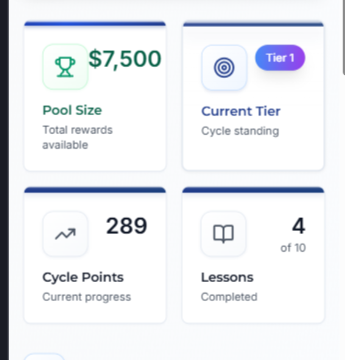 $7,500
Pool Size
Total rewards
available
Tier 1
Current Tier
Cycle standing
289
Cycle Points
Current progress
4
of 10
Lessons
Completed